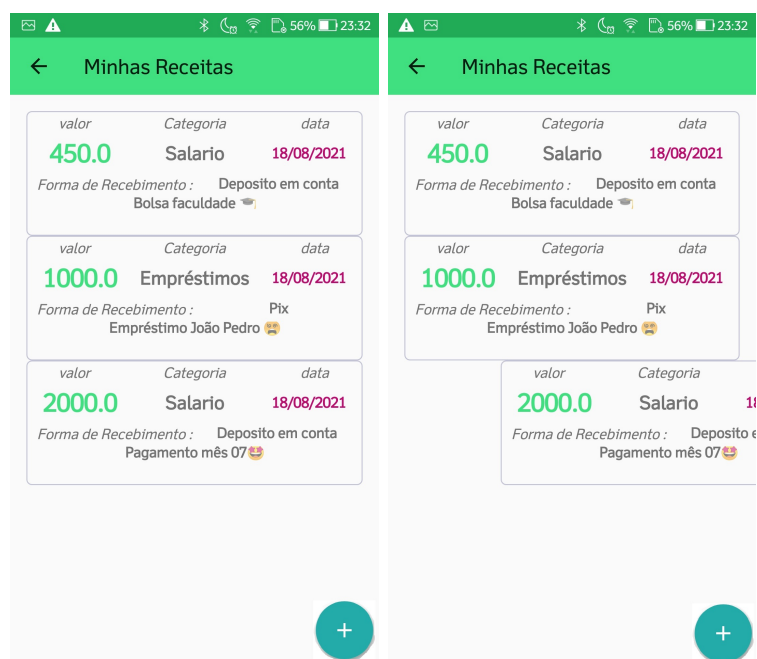 56% 23:32
Minhas Receitas
valor Categoria data
450.0 Salario 18/08/2021
Forma de Recebimento : Deposito em conta
Bolsa faculdade 🎓
valor Categoria data
1000.0 Empréstimos 18/08/2021
Forma de Recebimento : Pix
Empréstimo João Pedro 😫
valor Categoria data
2000.0 Salario 18/08/2021
Forma de Recebimento : Deposito em conta
Pagamento mês 07🤩
+
56% 23:32
Minhas Receitas
valor Categoria data
450.0 Salario 18/08/2021
Forma de Recebimento : Deposito em conta
Bolsa faculdade 🎓
valor Categoria data
1000.0 Empréstimos 18/08/2021
Forma de Recebimento : Pix
Empréstimo João Pedro 😫
valor Categoria
2000.0 Salario 18
Forma de Recebimento : Deposito e
Pagamento mês 07🤩
+